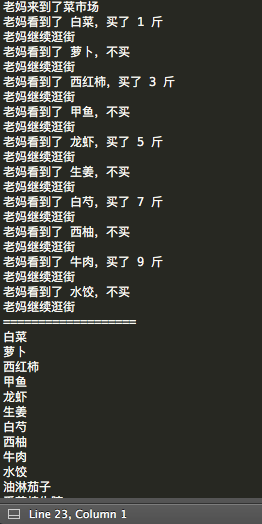 老妈来到了菜市场
老妈看到了 白菜，买了 1 斤
老妈继续逛街
老妈看到了 萝卜，不买
老妈继续逛街
老妈看到了 西红柿，买了 3 斤
老妈继续逛街
老妈看到了 甲鱼，不买
老妈继续逛街
老妈看到了 龙虾，买了 5 斤
老妈继续逛街
老妈看到了 生姜，不买
老妈继续逛街
老妈看到了 白芍，买了 7 斤
老妈继续逛街
老妈看到了 西柚，不买
老妈继续逛街
老妈看到了 牛肉，买了 9 斤
老妈继续逛街
老妈看到了 水饺，不买
老妈继续逛街
===================
白菜
萝卜
西红柿
甲鱼
龙虾
生姜
白芍
西柚
牛肉
水饺
油淋茄子
Line 23, Column 1